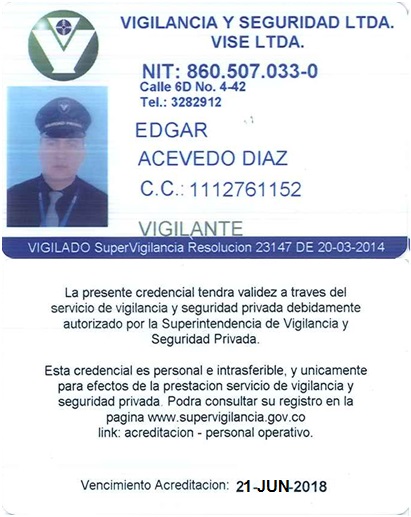 VIGILANCIA Y SEGURIDAD LTDA.
VISE LTDA.
NIT: 860.507.033-0
Calle 6D No. 4-42
Tel.: 3282912
EDGAR
ACEVEDO DIAZ
C.C.: 1112761152
VIGILANTE
VIGILADO SuperVigilancia Resolucion 23147 DE 20-03-2014
La presente credencial tendra validez a traves del
servicio de vigilancia y seguridad privada debidamente
autorizado por la Superintendencia de Vigilancia y
Seguridad Privada.
Esta credencial es personal e intrasferible, y unicamente
para efectos de la prestacion servicio de vigilancia y
seguridad privada. Podra consultar su registro en la
pagina www.supervigilancia.gov.co
link: acreditacion - personal operativo.
Vencimiento Acreditacion: 21-JUN-2018